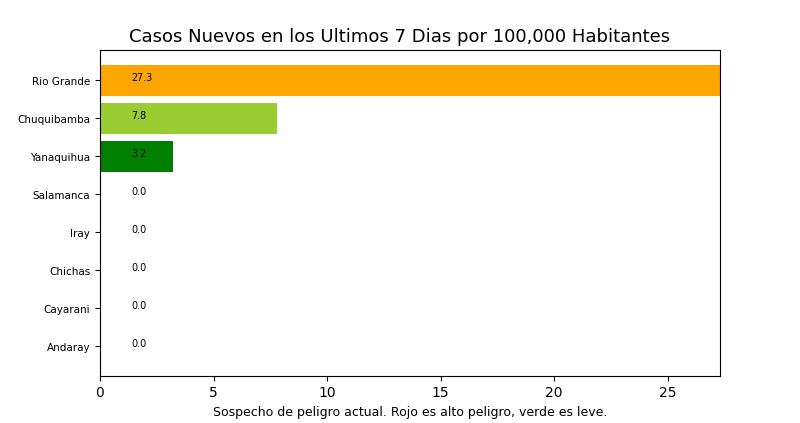 Casos Nuevos en los Ultimos 7 Dias por 100,000 Habitantes
Rio Grande 27.3
Chuquibamba 7.8
Yanaquihua 3.2
Salamanca 0.0
Iray 0.0
Chichas 0.0
Cayarani 0.0
Andaray 0.0
0 5 10 15 20 25
Sospecho de peligro actual. Rojo es alto peligro, verde es leve.